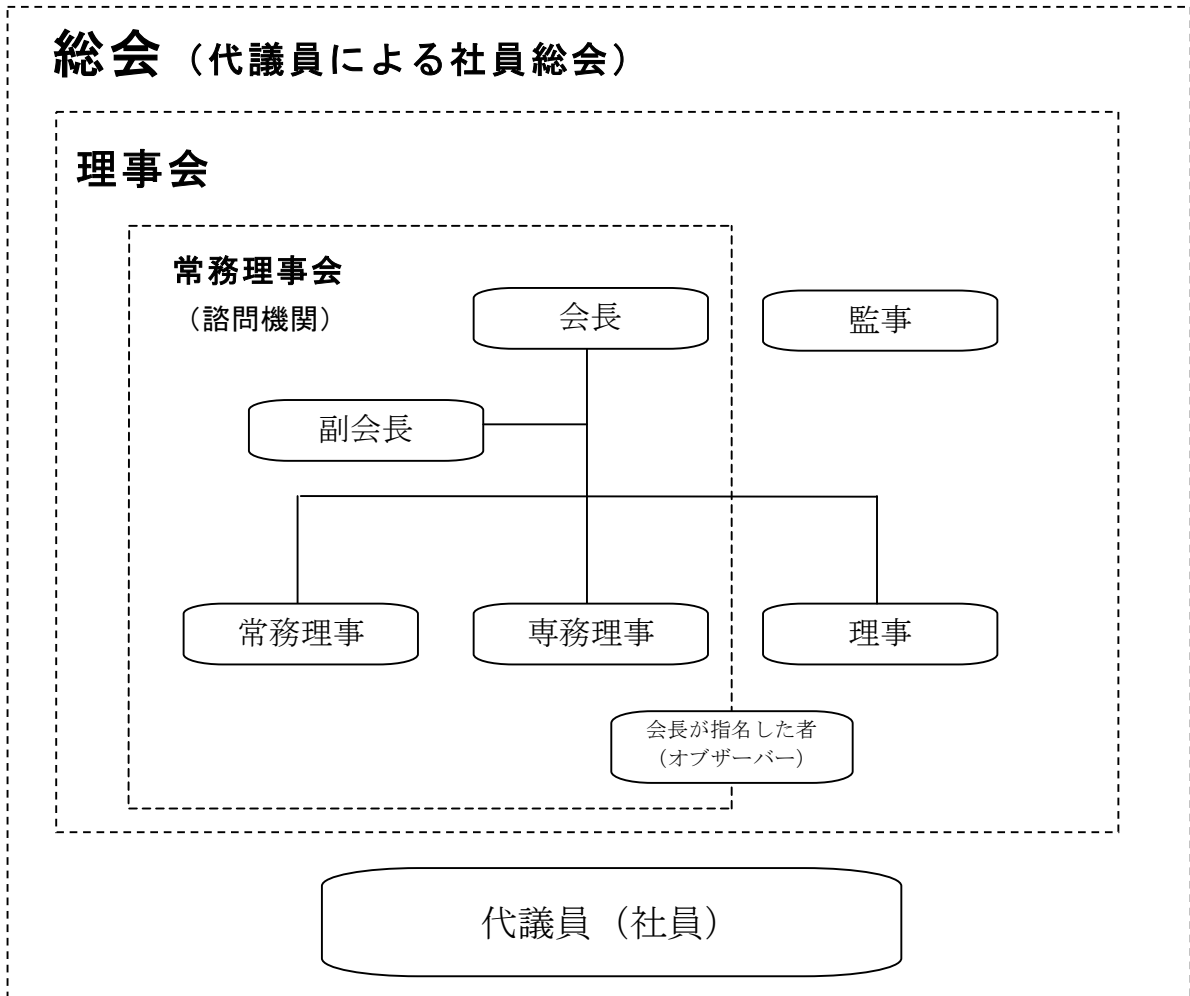 総会（代議員による社員総会）
理事会
常務理事会
（諮問機関）
会長
監事
副会長
常務理事
専務理事
理事
会長が指名した者
（オブザーバー）
代議員（社員）